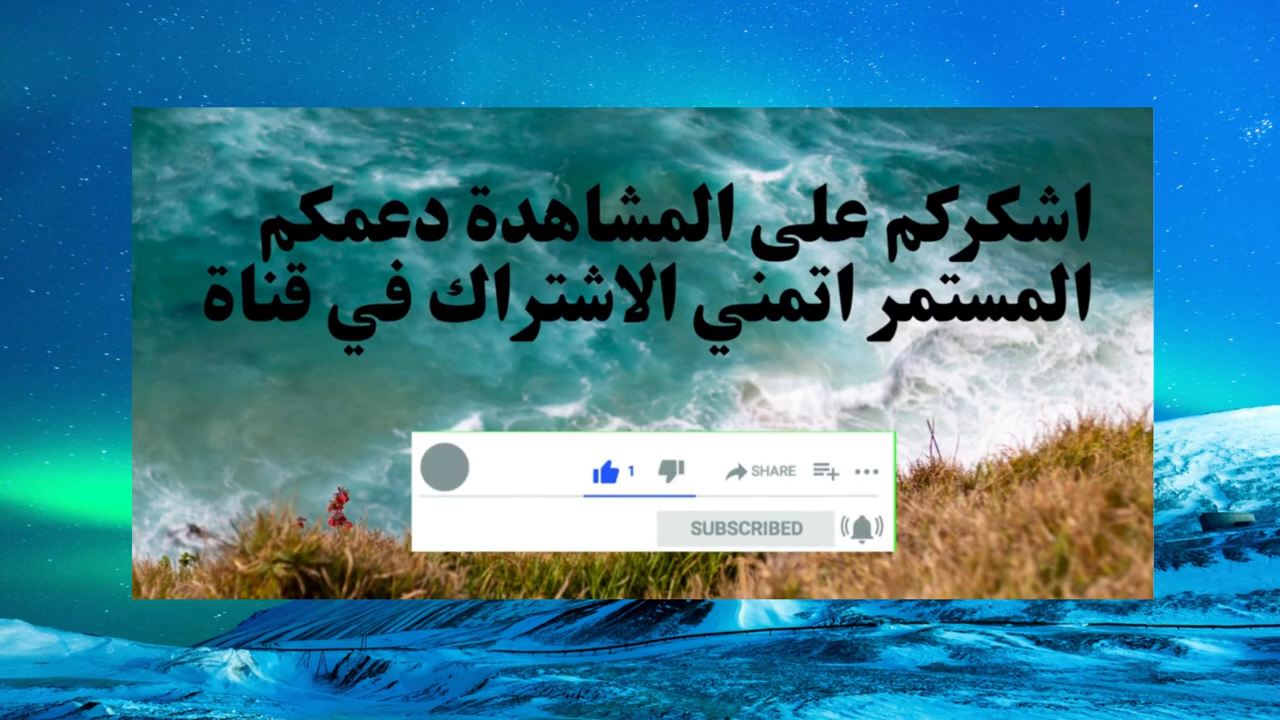 اشكركم على المشاهدة دعمكم
المستمر اتمني الاشتراك في قناة
1 SHARE
SUBSCRIBED